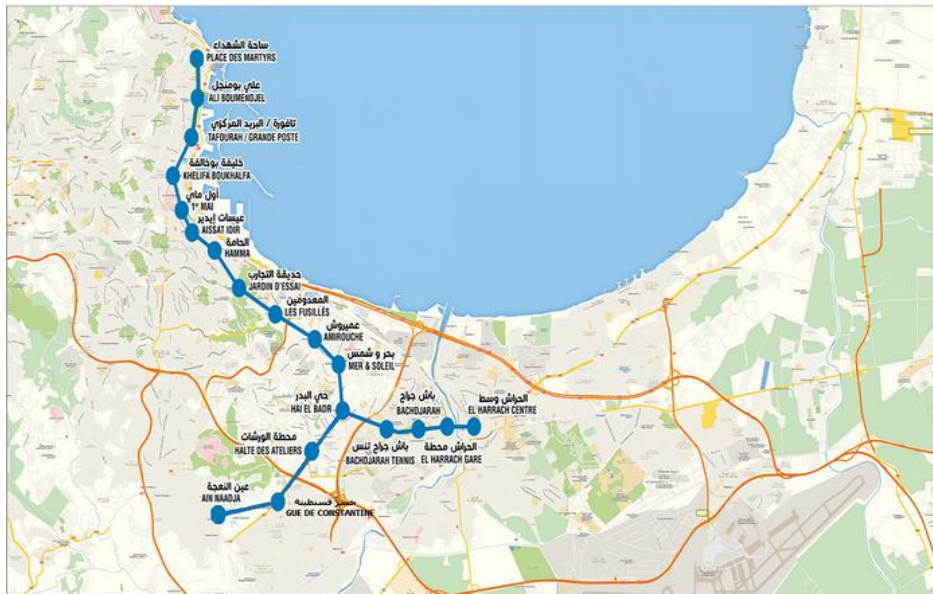 ساحة الشهداء
PLACE DES MARTYRS
علي بومنجل
ALI BOUMENDJEL
تافورة / البريد المركزي
TAFOURAH / GRANDE POSTE
خليفة بوخالفة
KHELIFA BOUKHALFA
أول ماي
1er MAI
عيسات إيدير
AISSAT IDIR
الحامة
HAMMA
حديقة التجارب
JARDIN D'ESSAI
المعدومين
LES FUSILLÉS
عميروش
AMIROUCHE
بحر و شمس
MER & SOLEIL
حي البدر
HAI EL BADR
باش جراح
BACHDJARAH
الحراش وسط
EL HARRACH CENTRE
باش جراح تنس
BACHDJARAH TENNIS
الحراش محطة
EL HARRACH GARE
محطة الورشات
HALTE DES ATELIERS
عين النعجة
AIN NAADJA
جسر قسنطينة
GUE DE CONSTANTINE